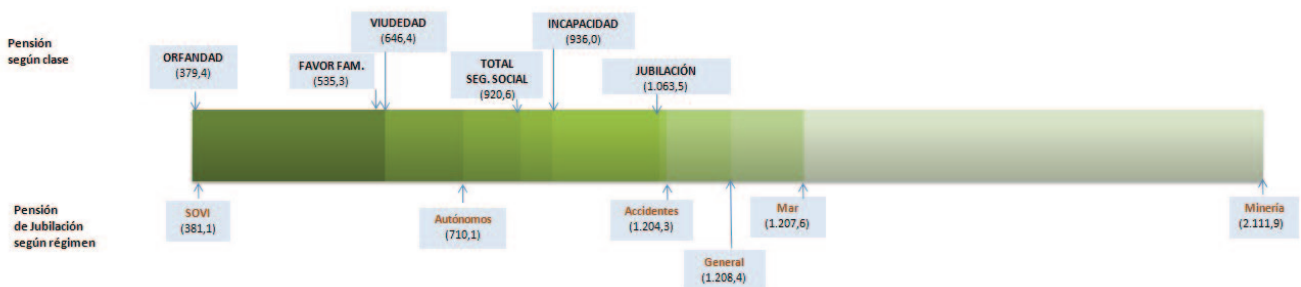 Pensión
según clase
ORFANDAD
(379,4)
FAVOR FAM.
(535,3)
VIUDEDAD
(646,4)
TOTAL
SEG. SOCIAL
(920,6)
INCAPACIDAD
(936,0)
JUBILACIÓN
(1.063,5)
Pensión
de Jubilación
según régimen
SOVI
(381,1)
Autónomos
(710,1)
Accidentes
(1.204,3)
General
(1.208,4)
Mar
(1.207,6)
Minería
(2.111,9)